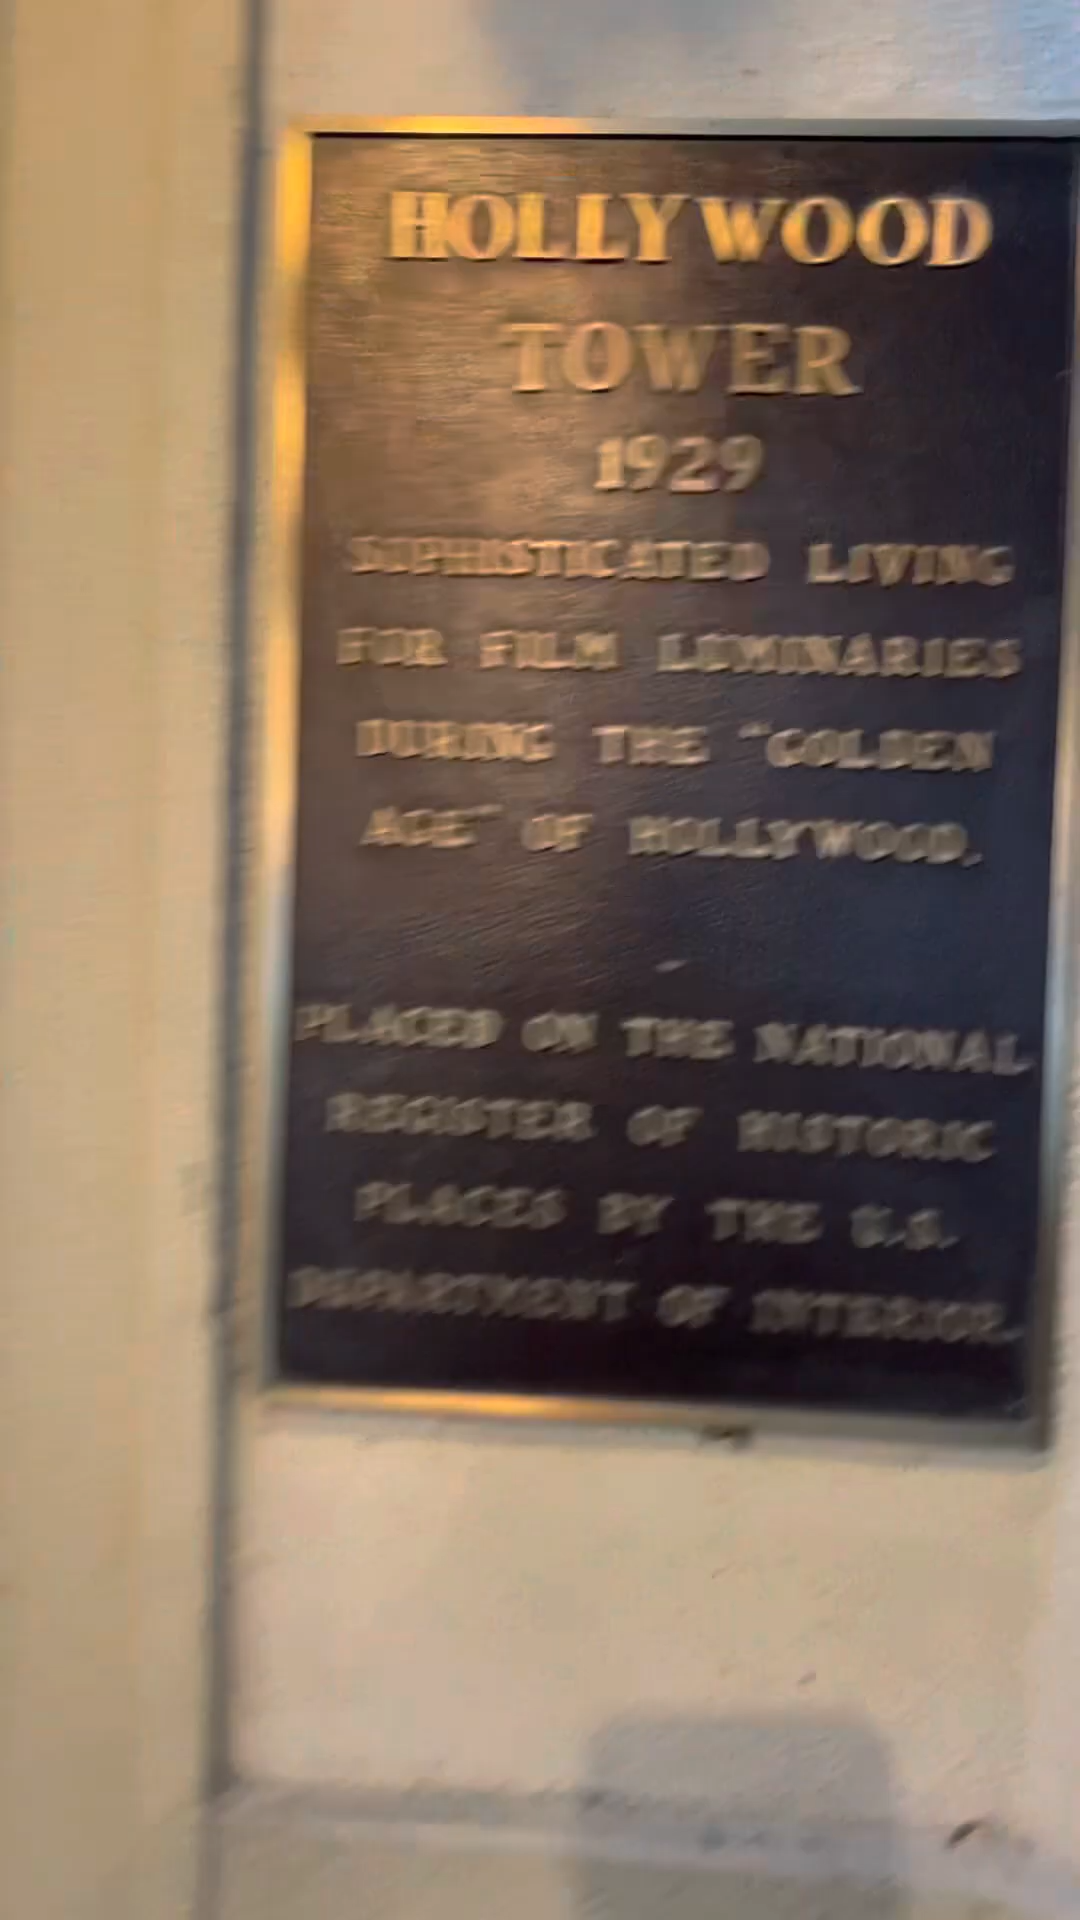 HOLLYWOOD
TOWER
1929
SOPHISTICATED LIVING
FOR FILM LUMINARIES
DURING THE "GOLDEN
AGE" OF HOLLYWOOD.
PLACED ON THE NATIONAL
REGISTER OF HISTORIC
PLACES BY THE U.S.
DEPARTMENT OF INTERIOR.